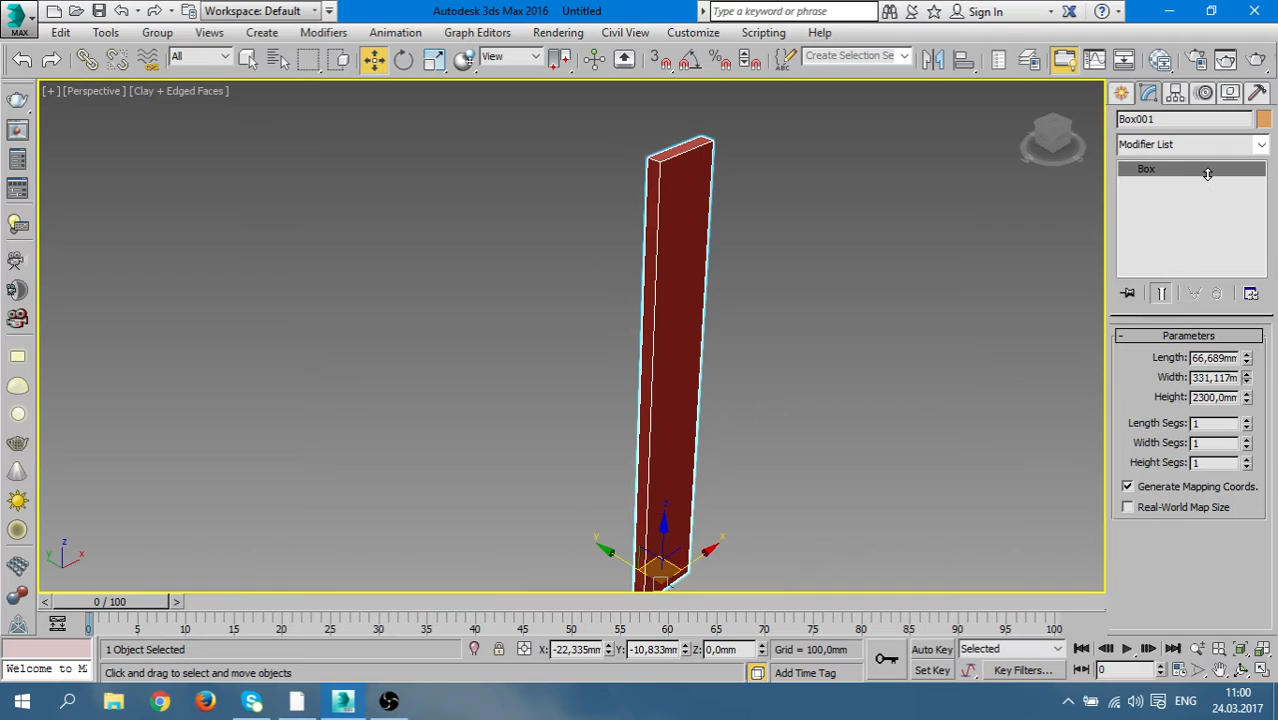 MAX
Workspace: Default
Autodesk 3ds Max 2016 Untitled
Type a keyword or phrase
Sign In
Edit Tools Group Views Create Modifiers Animation Graph Editors Rendering Civil View Customize Scripting Help
All
View
3
%
ABC
Create Selection Se
[+] [Perspective] [Clay + Edged Faces]
Box001
Modifier List
Box
- Parameters
Length: 66,689mm
Width: 331,117m
Height: 2300,0mm
Length Segs: 1
Width Segs: 1
Height Segs: 1
Generate Mapping Coords.
Real-World Map Size
z
y
x
z
y
x
< 0 / 100 >
0 5 10 15 20 25 30 35 40 45 50 55 60 65 70 75 80 85 90 95 100
1 Object Selected
X: -22,335mm Y: -10,833mm Z: 0,0mm
Grid = 100,0mm
Auto Key
Selected
Welcome to M
Click and drag to select and move objects
Add Time Tag
Set Key
Key Filters...
0
ENG
11:00
24.03.2017